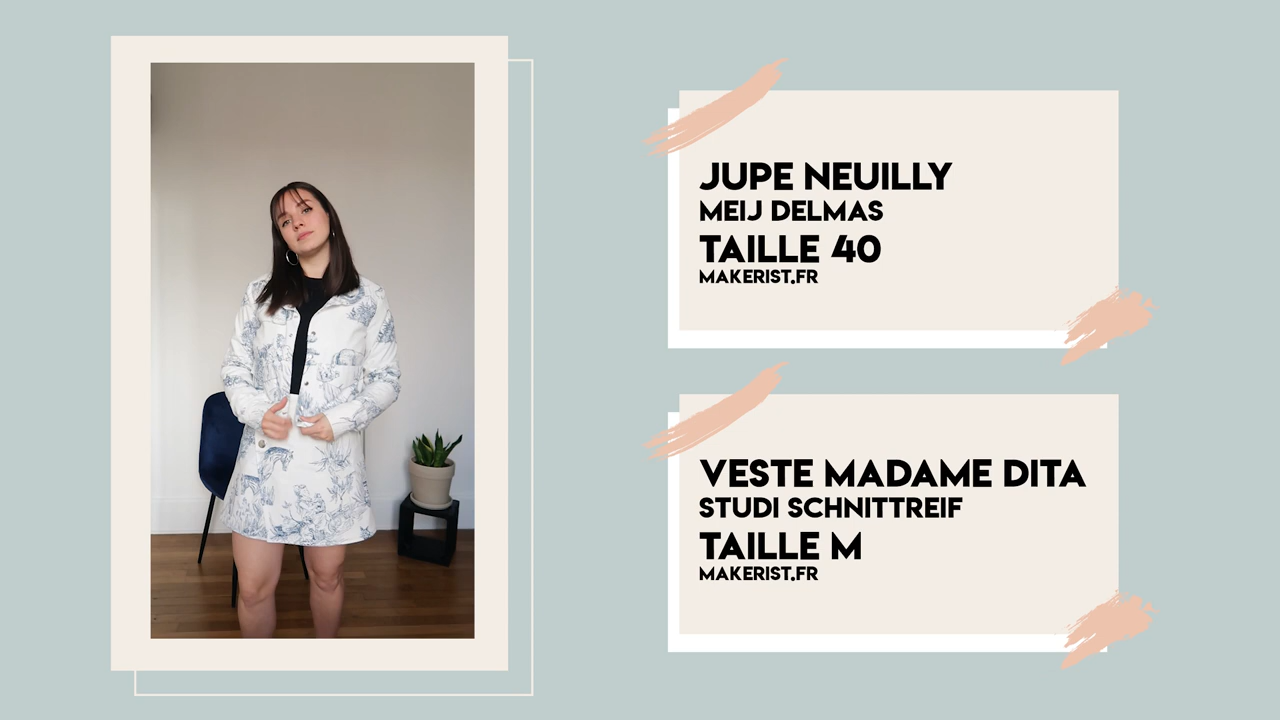 JUPE NEUILLY
MEIJ DELMAS
TAILLE 40
MAKERIST.FR
VESTE MADAME DITA
STUDI SCHNITTREIF
TAILLE M
MAKERIST.FR